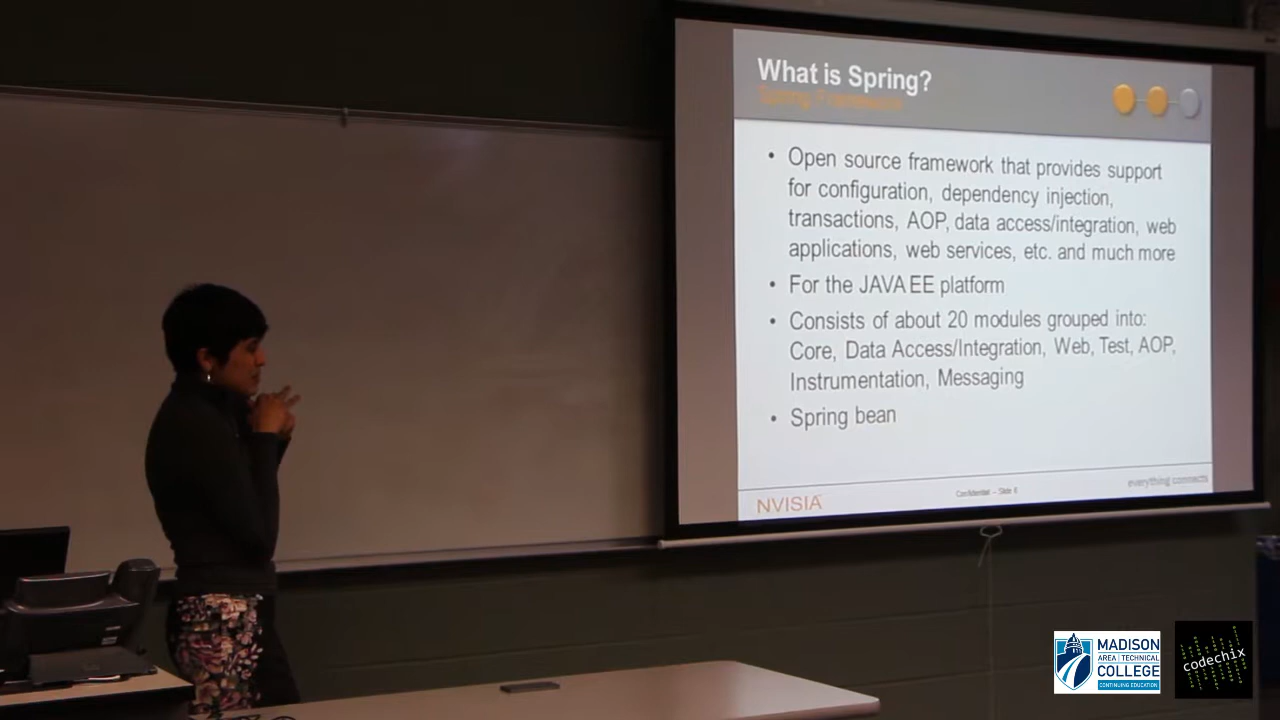 What is Spring?
Spring Framework
• Open source framework that provides support
for configuration, dependency injection,
transactions, AOP, data access/integration, web
applications, web services, etc. and much more
• For the JAVA EE platform
• Consists of about 20 modules grouped into:
Core, Data Access/Integration, Web, Test, AOP,
Instrumentation, Messaging
• Spring bean
everything connects
NVISIA
Confidential – Slide 6
MADISON
AREA | TECHNICAL
COLLEGE
CONTINUING EDUCATION
codechix